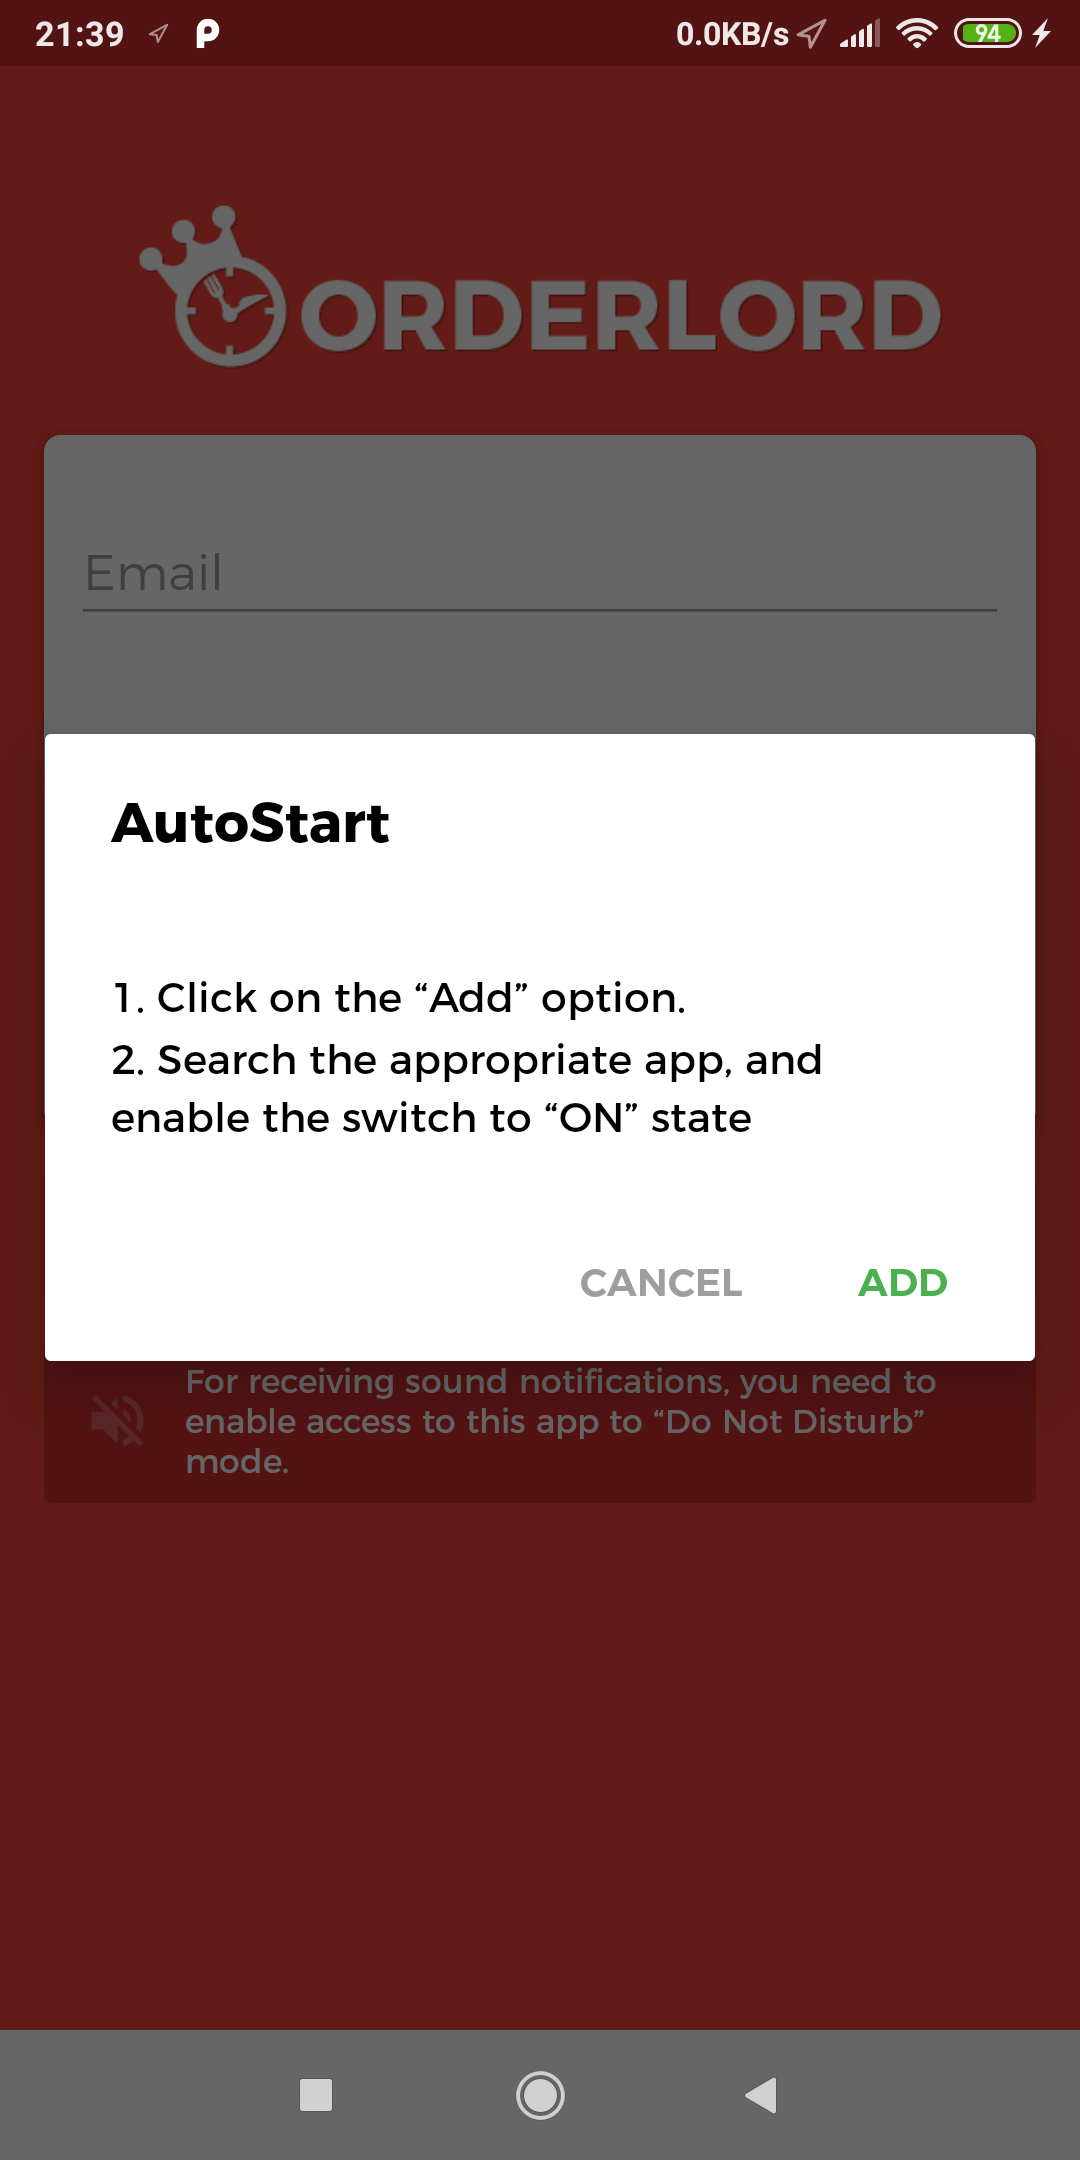 21:39 0.0KB/s 94
ORDERLORD
Email
AutoStart
1. Click on the “Add” option.
2. Search the appropriate app, and
enable the switch to “ON” state
CANCEL ADD
For receiving sound notifications, you need to
enable access to this app to “Do Not Disturb”
mode.